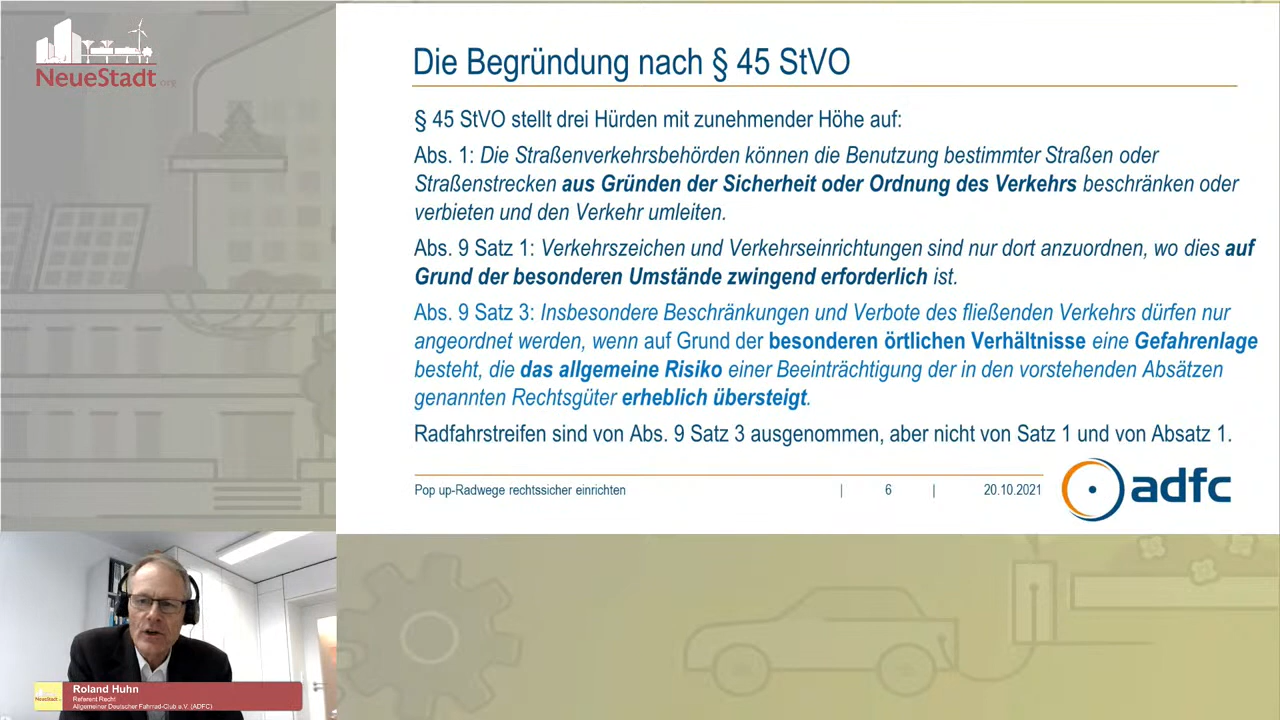 NeueStadt.org
Die Begründung nach § 45 StVO
§ 45 StVO stellt drei Hürden mit zunehmender Höhe auf:
Abs. 1: Die Straßenverkehrsbehörden können die Benutzung bestimmter Straßen oder
Straßenstrecken aus Gründen der Sicherheit oder Ordnung des Verkehrs beschränken oder
verbieten und den Verkehr umleiten.
Abs. 9 Satz 1: Verkehrszeichen und Verkehrseinrichtungen sind nur dort anzuordnen, wo dies auf
Grund der besonderen Umstände zwingend erforderlich ist.
Abs. 9 Satz 3: Insbesondere Beschränkungen und Verbote des fließenden Verkehrs dürfen nur
angeordnet werden, wenn auf Grund der besonderen örtlichen Verhältnisse eine Gefahrenlage
besteht, die das allgemeine Risiko einer Beeinträchtigung der in den vorstehenden Absätzen
genannten Rechtsgüter erheblich übersteigt.
Radfahrstreifen sind von Abs. 9 Satz 3 ausgenommen, aber nicht von Satz 1 und von Absatz 1.
Pop up-Radwege rechtssicher einrichten | 6 | 20.10.2021
adfc
NeueStadt
Roland Huhn
Referent Recht
Allgemeiner Deutscher Fahrrad-Club e.V. (ADFC)